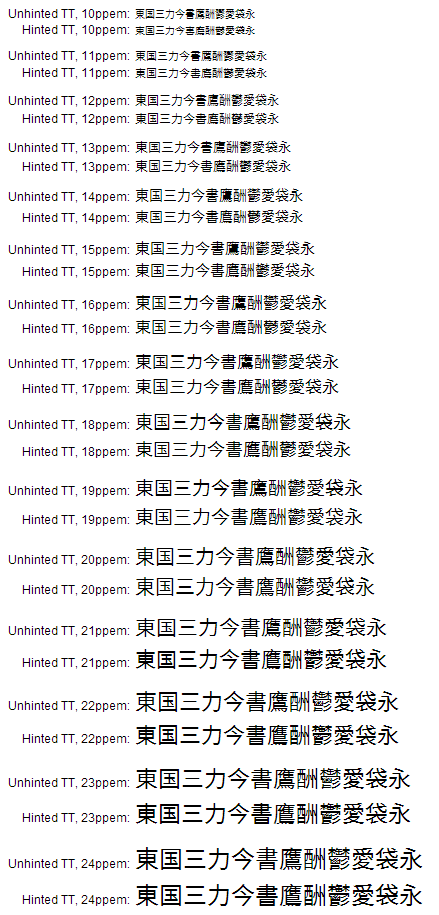 Unhinted TT, 10ppem: 東国三力今書鷹酬鬱愛袋永
Hinted TT, 10ppem: 東国三力今書鷹酬鬱愛袋永
Unhinted TT, 11ppem: 東国三力今書鷹酬鬱愛袋永
Hinted TT, 11ppem: 東国三力今書鷹酬鬱愛袋永
Unhinted TT, 12ppem: 東国三力今書鷹酬鬱愛袋永
Hinted TT, 12ppem: 東国三力今書鷹酬鬱愛袋永
Unhinted TT, 13ppem: 東国三力今書鷹酬鬱愛袋永
Hinted TT, 13ppem: 東国三力今書鷹酬鬱愛袋永
Unhinted TT, 14ppem: 東国三力今書鷹酬鬱愛袋永
Hinted TT, 14ppem: 東国三力今書鷹酬鬱愛袋永
Unhinted TT, 15ppem: 東国三力今書鷹酬鬱愛袋永
Hinted TT, 15ppem: 東国三力今書鷹酬鬱愛袋永
Unhinted TT, 16ppem: 東国三力今書鷹酬鬱愛袋永
Hinted TT, 16ppem: 東国三力今書鷹酬鬱愛袋永
Unhinted TT, 17ppem: 東国三力今書鷹酬鬱愛袋永
Hinted TT, 17ppem: 東国三力今書鷹酬鬱愛袋永
Unhinted TT, 18ppem: 東国三力今書鷹酬鬱愛袋永
Hinted TT, 18ppem: 東国三力今書鷹酬鬱愛袋永
Unhinted TT, 19ppem: 東国三力今書鷹酬鬱愛袋永
Hinted TT, 19ppem: 東国三力今書鷹酬鬱愛袋永
Unhinted TT, 20ppem: 東国三力今書鷹酬鬱愛袋永
Hinted TT, 20ppem: 東国三力今書鷹酬鬱愛袋永
Unhinted TT, 21ppem: 東国三力今書鷹酬鬱愛袋永
Hinted TT, 21ppem: 東国三力今書鷹酬鬱愛袋永
Unhinted TT, 22ppem: 東国三力今書鷹酬鬱愛袋永
Hinted TT, 22ppem: 東国三力今書鷹酬鬱愛袋永
Unhinted TT, 23ppem: 東国三力今書鷹酬鬱愛袋永
Hinted TT, 23ppem: 東国三力今書鷹酬鬱愛袋永
Unhinted TT, 24ppem: 東国三力今書鷹酬鬱愛袋永
Hinted TT, 24ppem: 東国三力今書鷹酬鬱愛袋永